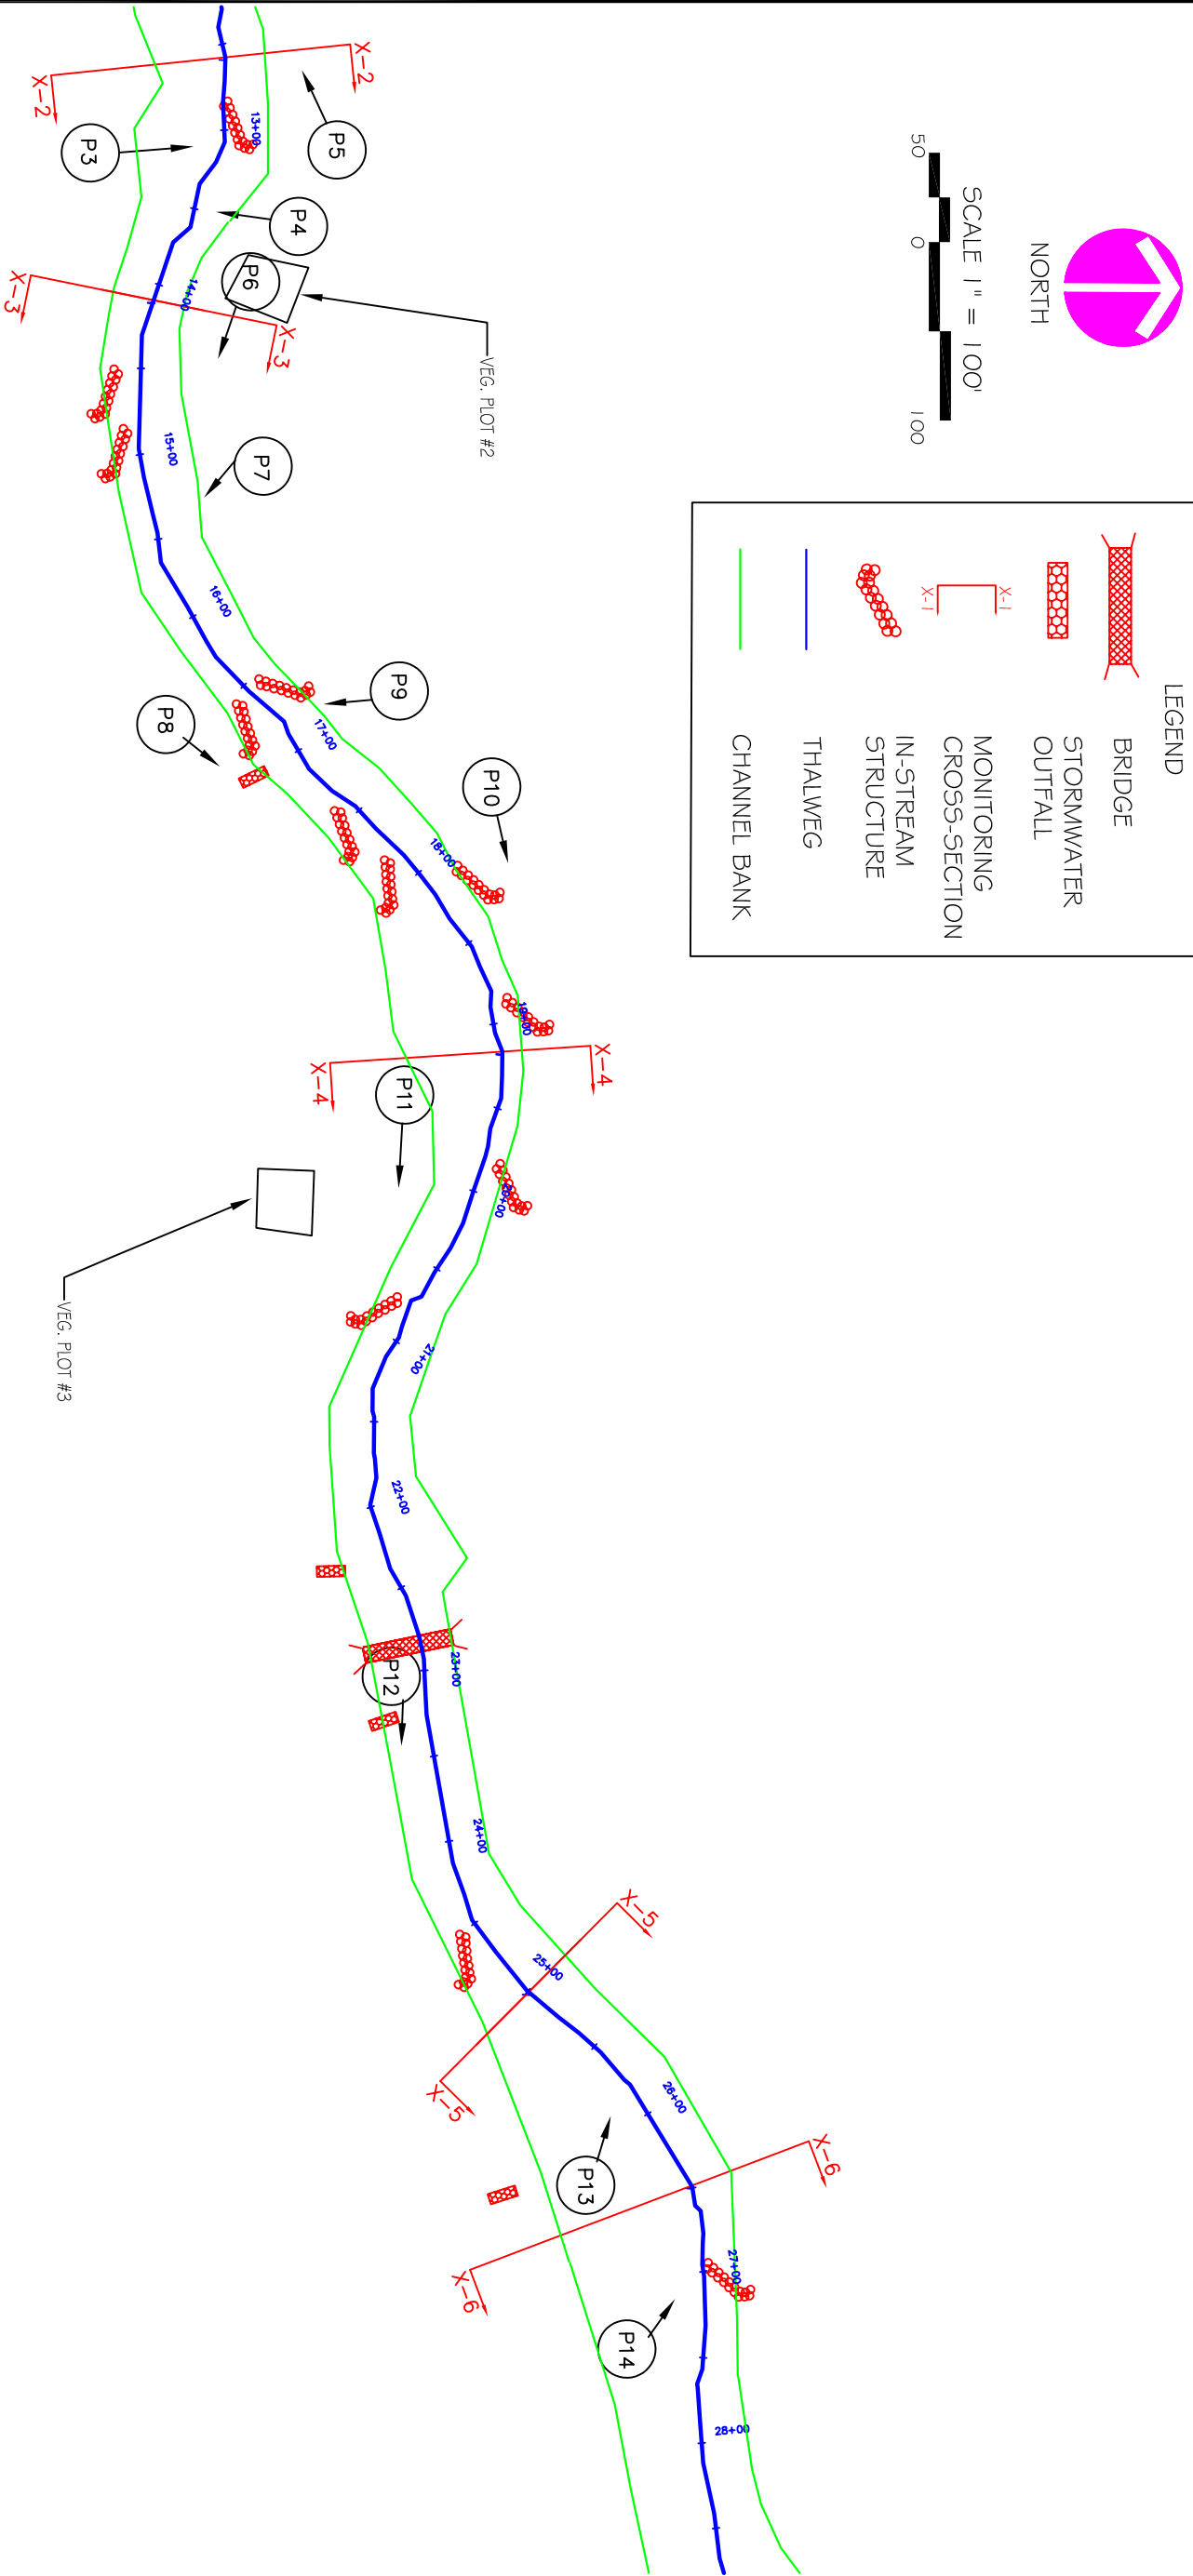 NORTH
SCALE 1" = 100'
50
0
100
LEGEND
BRIDGE
STORMWATER
OUTFALL
MONITORING
CROSS-SECTION
IN-STREAM
STRUCTURE
THALWEG
CHANNEL BANK
X-1
X-1
X-2
X-2
P5
P3
13+00
P4
P6
14+00
X-3
X-3
VEG. PLOT #2
15+00
P7
16+00
P9
P8
17+00
P10
18+00
19+00
X-4
X-4
P11
20+00
VEG. PLOT #3
21+00
22+00
23+00
P12
24+00
X-5
25+00
X-5
26+00
P13
X-6
X-6
27+00
P14
28+00